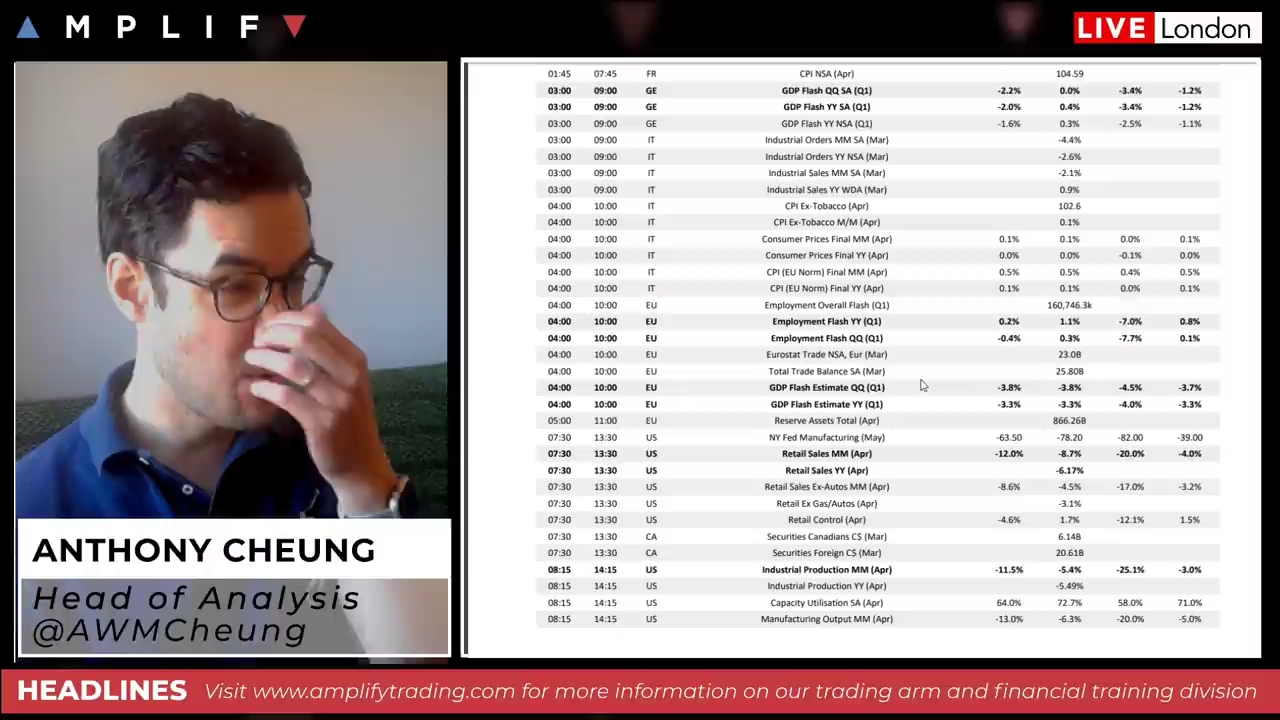 AMPLIFY
LIVE London
01:45 07:45 FR CPI NSA (Apr) 104.59
03:00 09:00 GE GDP Flash QQ SA (Q1) -2.2% 0.0% -3.4% -1.2%
03:00 09:00 GE GDP Flash YY SA (Q1) -2.0% 0.4% -3.4% -1.2%
03:00 09:00 GE GDP Flash YY NSA (Q1) -1.6% 0.3% -2.5% -1.1%
03:00 09:00 IT Industrial Orders MM SA (Mar) -4.4%
03:00 09:00 IT Industrial Orders YY NSA (Mar) -2.6%
03:00 09:00 IT Industrial Sales MM SA (Mar) -2.1%
03:00 09:00 IT Industrial Sales YY WDA (Mar) 0.9%
04:00 10:00 IT CPI Ex-Tobacco (Apr) 102.6
04:00 10:00 IT CPI Ex-Tobacco M/M (Apr) 0.1%
04:00 10:00 IT Consumer Prices Final MM (Apr) 0.1% 0.1% 0.0% 0.1%
04:00 10:00 IT Consumer Prices Final YY (Apr) 0.0% 0.0% -0.1% 0.0%
04:00 10:00 IT CPI (EU Norm) Final MM (Apr) 0.5% 0.5% 0.4% 0.5%
04:00 10:00 IT CPI (EU Norm) Final YY (Apr) 0.1% 0.1% 0.0% 0.1%
04:00 10:00 EU Employment Overall Flash (Q1) 160,746.3k
04:00 10:00 EU Employment Flash YY (Q1) 0.2% 1.1% -7.0% 0.8%
04:00 10:00 EU Employment Flash QQ (Q1) -0.4% 0.3% -7.7% 0.1%
04:00 10:00 EU Eurostat Trade NSA, Eur (Mar) 23.0B
04:00 10:00 EU Total Trade Balance SA (Mar) 25.80B
04:00 10:00 EU GDP Flash Estimate QQ (Q1) -3.8% -3.8% -4.5% -3.7%
04:00 10:00 EU GDP Flash Estimate YY (Q1) -3.3% -3.3% -4.0% -3.3%
05:00 11:00 EU Reserve Assets Total (Apr) 866.26B
07:30 13:30 US NY Fed Manufacturing (May) -63.50 -78.20 -82.00 -39.00
07:30 13:30 US Retail Sales MM (Apr) -12.0% -8.7% -20.0% -4.0%
07:30 13:30 US Retail Sales YY (Apr) -6.17%
07:30 13:30 US Retail Sales Ex-Autos MM (Apr) -8.6% -4.5% -17.0% -3.2%
07:30 13:30 US Retail Ex Gas/Autos (Apr) -3.1%
07:30 13:30 US Retail Control (Apr) -4.6% 1.7% -12.1% 1.5%
07:30 13:30 CA Securities Canadians C$ (Mar) 6.14B
07:30 13:30 CA Securities Foreign C$ (Mar) 20.61B
08:15 14:15 US Industrial Production MM (Apr) -11.5% -5.4% -25.1% -3.0%
08:15 14:15 US Industrial Production YY (Apr) -5.49%
08:15 14:15 US Capacity Utilisation SA (Apr) 64.0% 72.7% 58.0% 71.0%
08:15 14:15 US Manufacturing Output MM (Apr) -13.0% -6.3% -20.0% -5.0%
ANTHONY CHEUNG
Head of Analysis
@AWMCheung
HEADLINES Visit www.amplifytrading.com for more information on our trading arm and financial training division